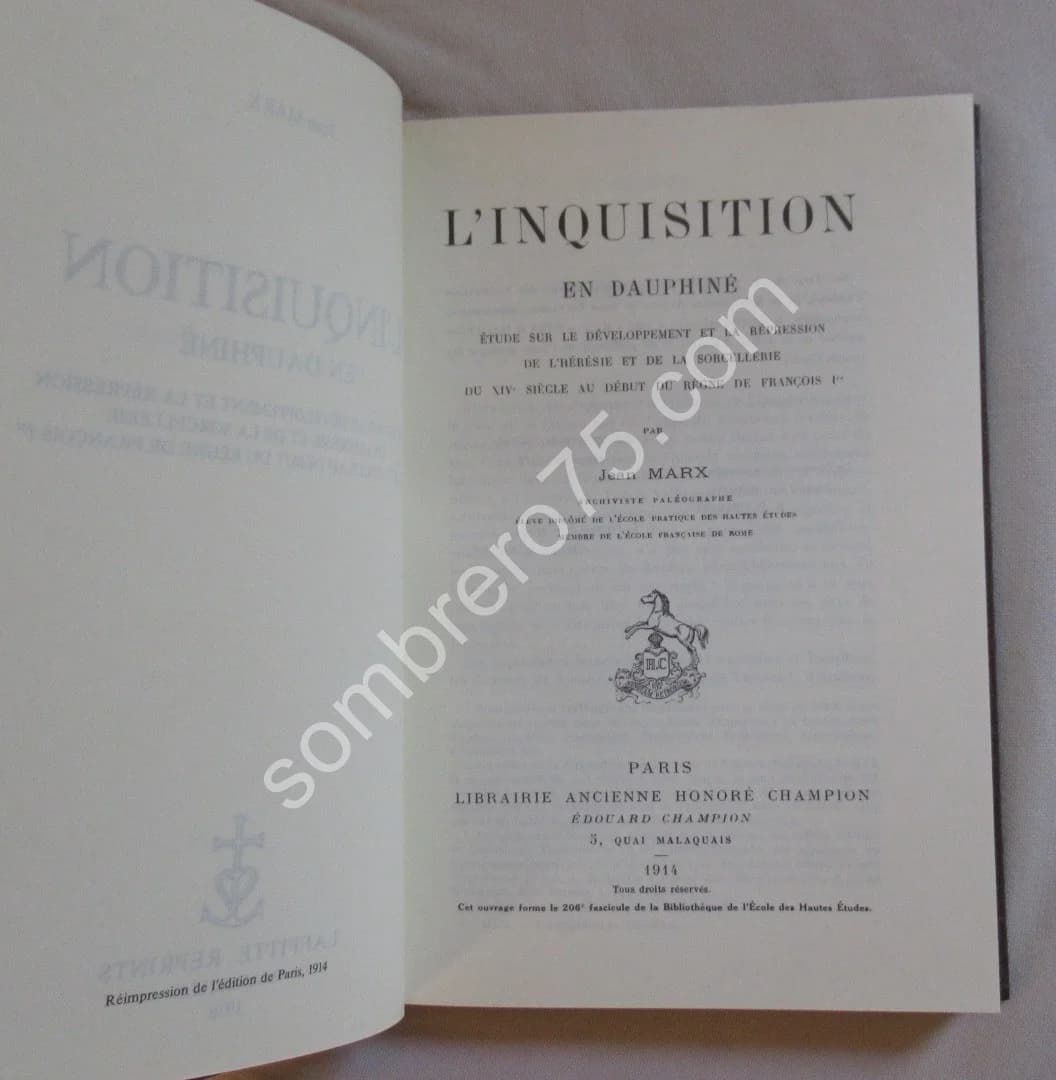 Réimpression de l'édition de Paris, 1914
L'INQUISITION
EN DAUPHINÉ
ÉTUDE SUR LE DÉVELOPPEMENT ET LA RÉPRESSION
DE L'HÉRÉSIE ET DE LA SORCELLERIE
DU XIVe SIÈCLE AU DÉBUT DU RÈGNE DE FRANÇOIS Ier
PAR
Jean MARX
ARCHIVISTE PALÉOGRAPHE
ÉLÈVE DIPLÔMÉ DE L'ÉCOLE PRATIQUE DES HAUTES ÉTUDES
MEMBRE DE L'ÉCOLE FRANÇAISE DE ROME
H.C
PARIS
LIBRAIRIE ANCIENNE HONORÉ CHAMPION
ÉDOUARD CHAMPION
5, QUAI MALAQUAIS
1914
Tous droits réservés.
Cet ouvrage forme le 206e fascicule de la Bibliothèque de l'École des Hautes Études.
sombrero75.com